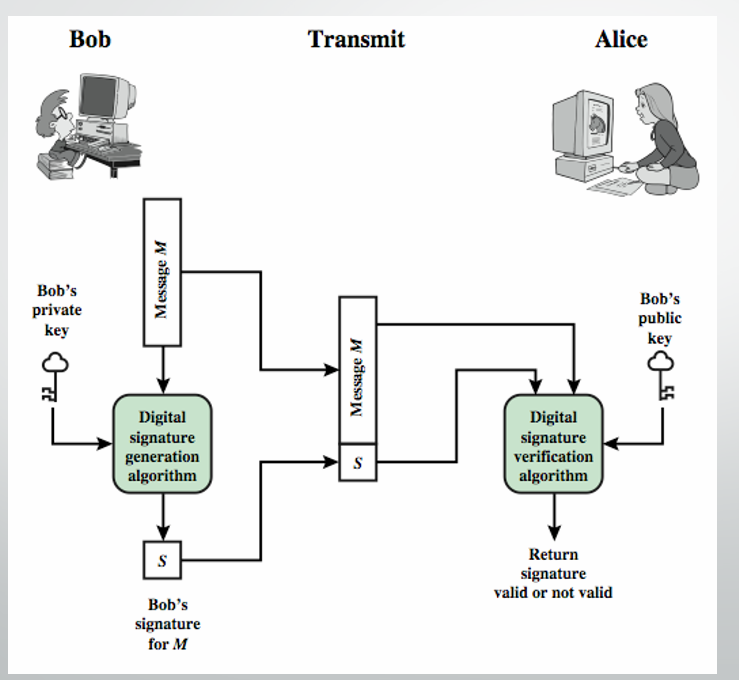 Bob
Transmit
Alice
Message M
Bob's
private
key
Digital
signature
generation
algorithm
S
Bob's
signature
for M
Message M
S
Bob's
public
key
Digital
signature
verification
algorithm
Return
signature
valid or not valid